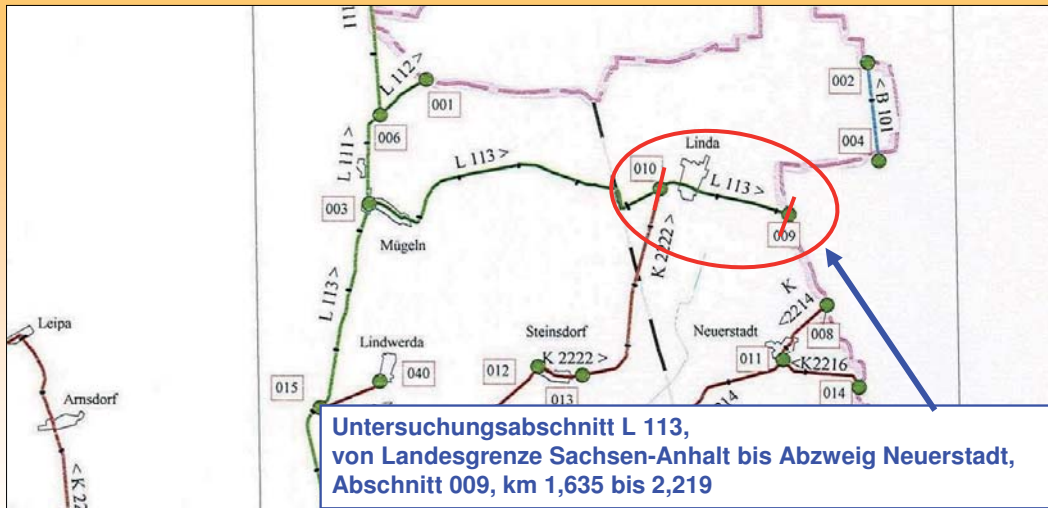 111
L 112>
001
002
< B 101
006
004
L 111>
Linda
010
L 113 >
L 113>
003
009
Mügeln
K 2222>
L 113>
K
<2214
Leipa
Steinsdorf
Neuerstadt
008
Lindwerda
012
K 2222 >
011
<K2216
040
013
014
015
Arnsdorf
< K 22
Untersuchungsabschnitt L 113,
von Landesgrenze Sachsen-Anhalt bis Abzweig Neuerstadt,
Abschnitt 009, km 1,635 bis 2,219